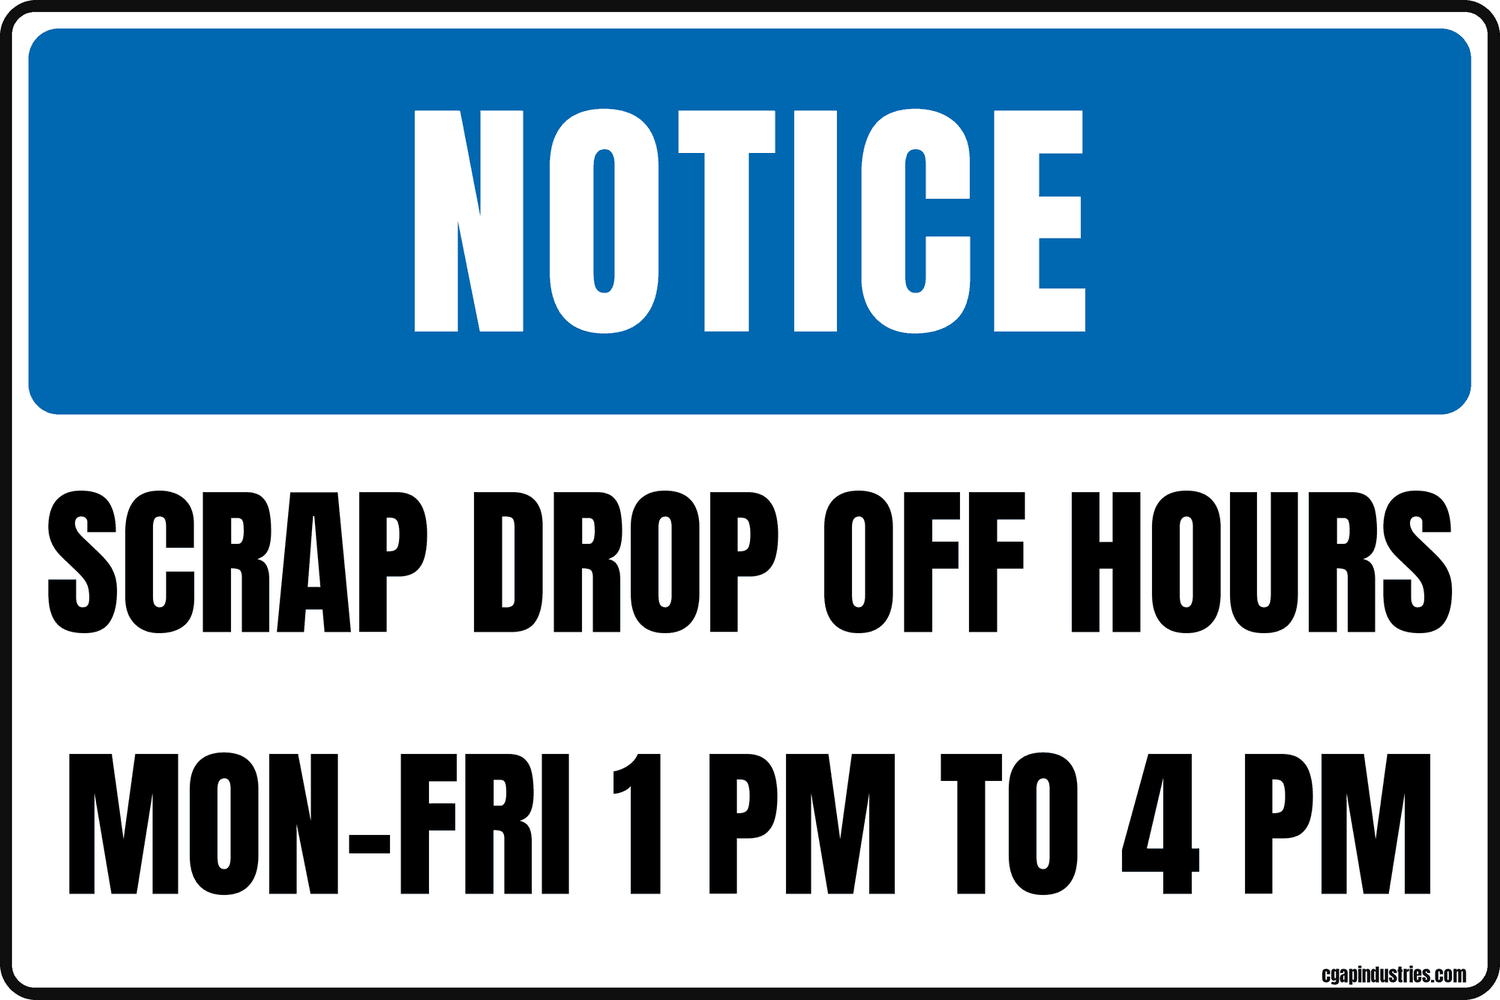 NOTICE
SCRAP DROP OFF HOURS
MON-FRI 1 PM TO 4 PM
cgapindustries.com